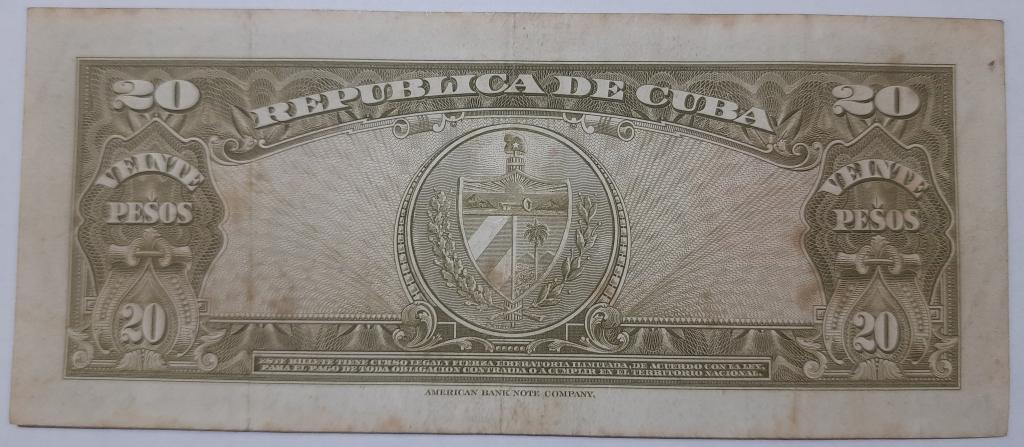 20 REPUBLICA DE CUBA 20
VEINTE VEINTE
PESOS PESOS
20 20
ESTE BILLETE TIENE CURSO LEGAL Y FUERZA LIBERATORIA ILIMITADA, DE ACUERDO CON LA LEY,
PARA EL PAGO DE TODA OBLIGACION CONTRAIDA O A CUMPLIR EN EL TERRITORIO NACIONAL.
AMERICAN BANK NOTE COMPANY.